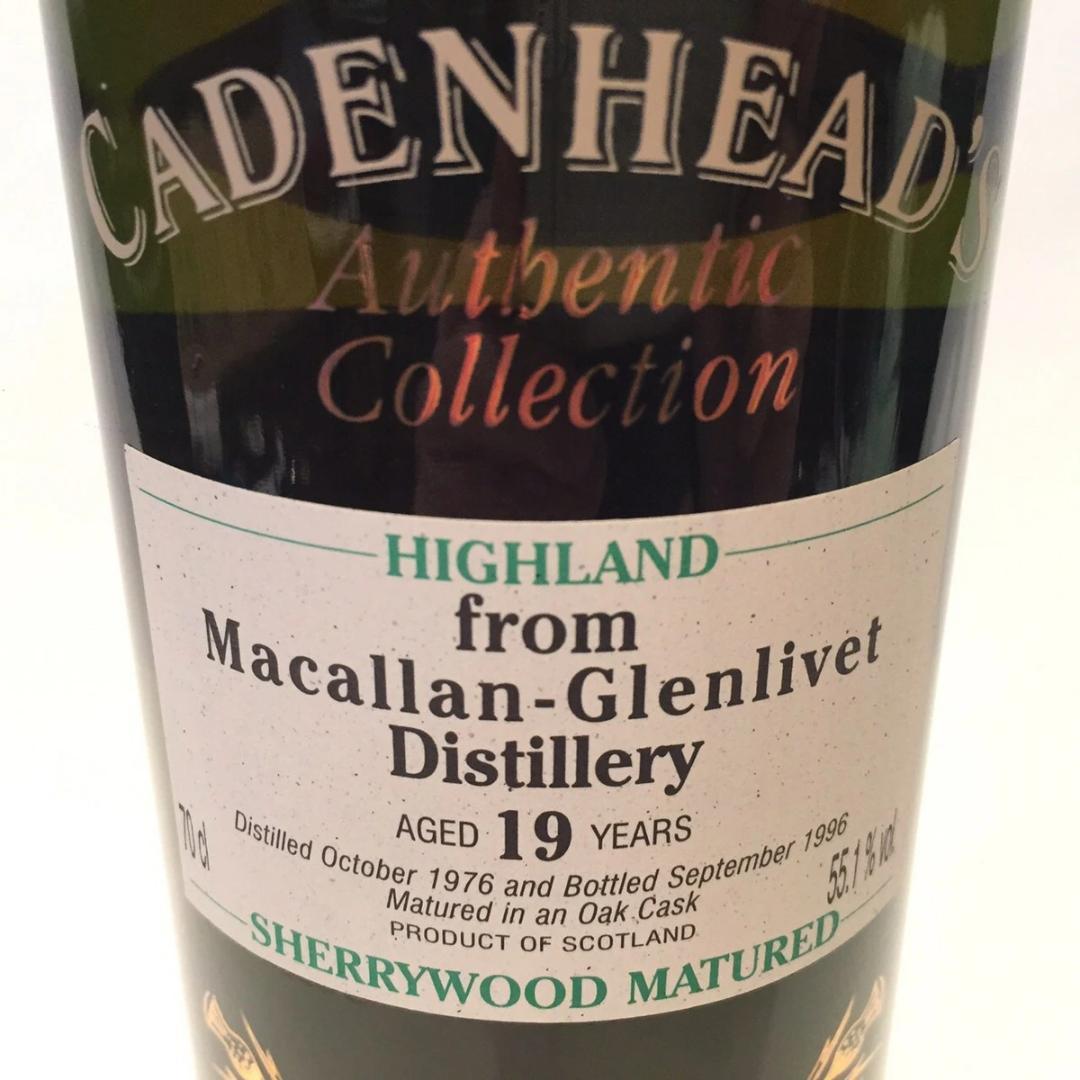 CADENHEAD'S
Authentic
Collection
HIGHLAND
from
Macallan-Glenlivet
Distillery
AGED 19 YEARS
70 cl
Distilled October 1976 and Bottled September 1996
55.1 % vol.
Matured in an Oak Cask
PRODUCT OF SCOTLAND
SHERRYWOOD MATURED